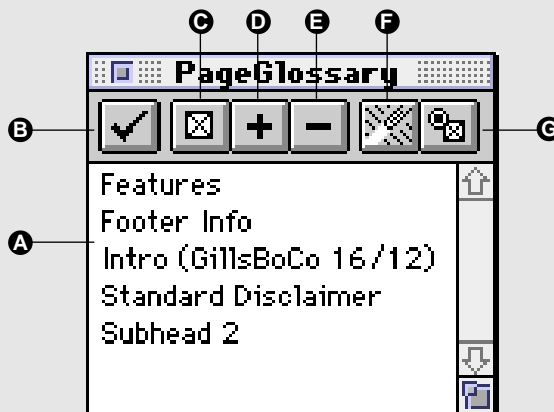 C D E F
PageGlossary
B G
Features
Footer Info
A Intro (GillsBoCo 16/12)
Standard Disclaimer
Subhead 2